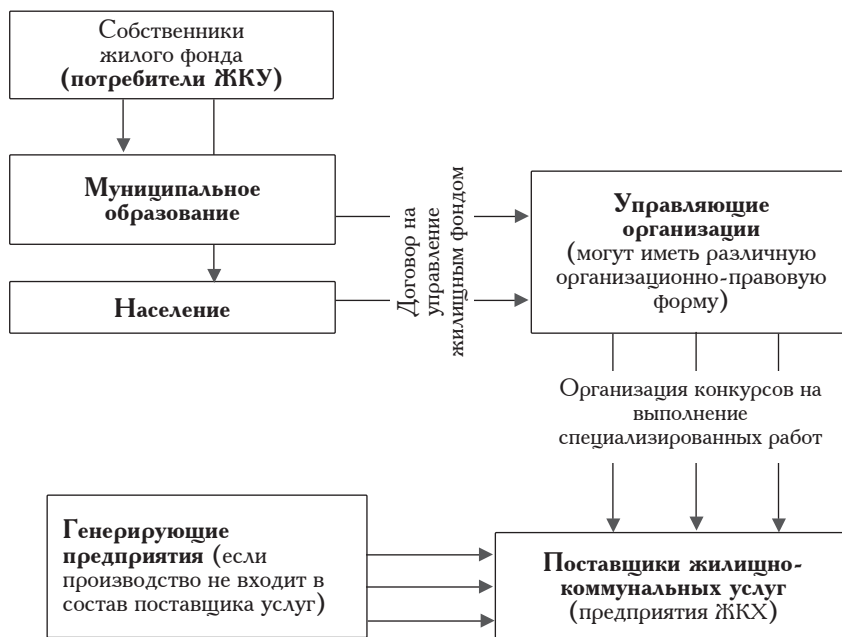 Собственники
жилого фонда
(потребители ЖКУ)
Муниципальное
образование
Население
Договор на
управление
жилищным фондом
Управляющие
организации
(могут иметь различную
организационно-правовую
форму)
Организация конкурсов на
выполнение
специализированных работ
Генерирующие
предприятия (если
производство не входит в
состав поставщика услуг)
Поставщики жилищно-
коммунальных услуг
(предприятия ЖКХ)